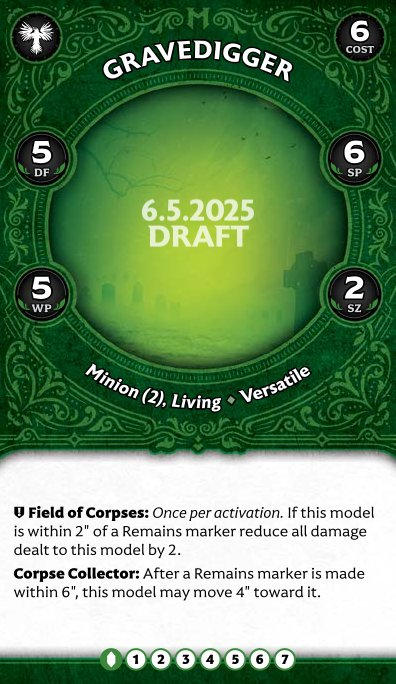 GRAVEDIGGER
6
COST
5
DF
6
SP
6.5.2025
DRAFT
5
WP
2
SZ
Minion (2), Living ⬥ Versatile
Field of Corpses: Once per activation. If this model
is within 2" of a Remains marker reduce all damage
dealt to this model by 2.
Corpse Collector: After a Remains marker is made
within 6", this model may move 4" toward it.
1 2 3 4 5 6 7